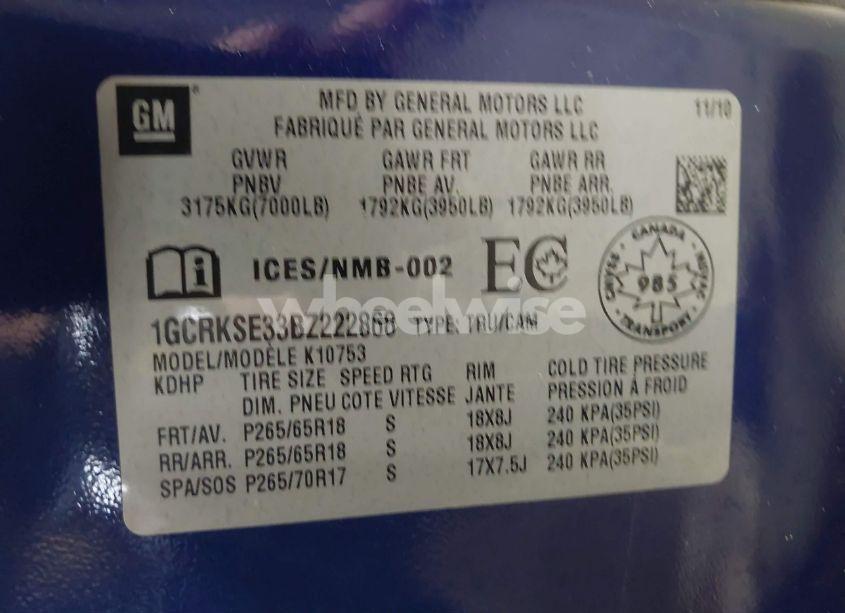 GM
MFD BY GENERAL MOTORS LLC 11/10
FABRIQUÉ PAR GENERAL MOTORS LLC
GVWR GAWR FRT GAWR RR
PNBV PNBE AV. PNBE ARR.
3175KG(7000LB) 1792KG(3950LB) 1792KG(3950LB)
ICES/NMB-002 EC
CANADA
985
TRANSPORT
wheelwise
TYPE: TRU/CAM
MODEL/MODÈLE K10753
KDHP TIRE SIZE SPEED RTG RIM COLD TIRE PRESSURE
DIM. PNEU COTE VITESSE JANTE PRESSION À FROID
FRT/AV. P265/65R18 S 18X8J 240 KPA(35PSI)
RR/ARR. P265/65R18 S 18X8J 240 KPA(35PSI)
SPA/SOS P265/70R17 S 17X7.5J 240 KPA(35PSI)